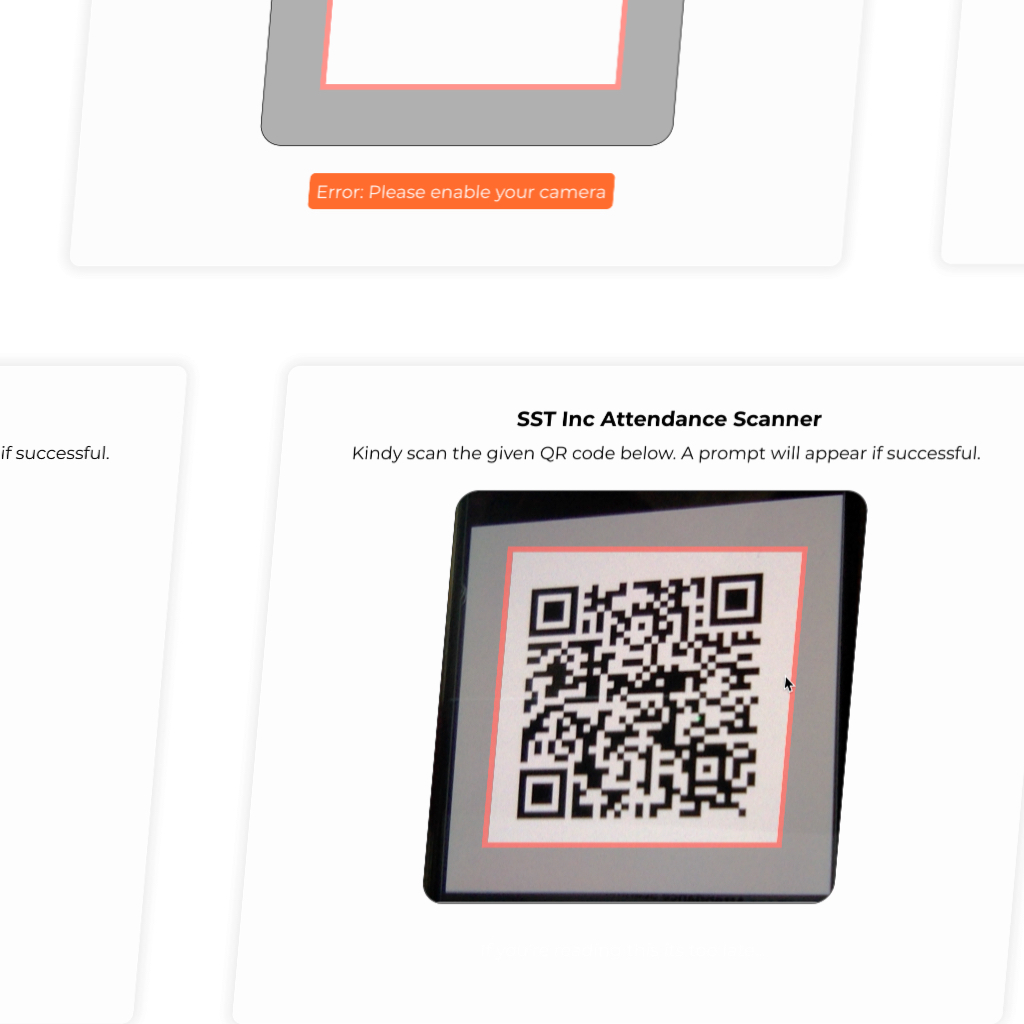 Error: Please enable your camera
if successful.
SST Inc Attendance Scanner
Kindy scan the given QR code below. A prompt will appear if successful.